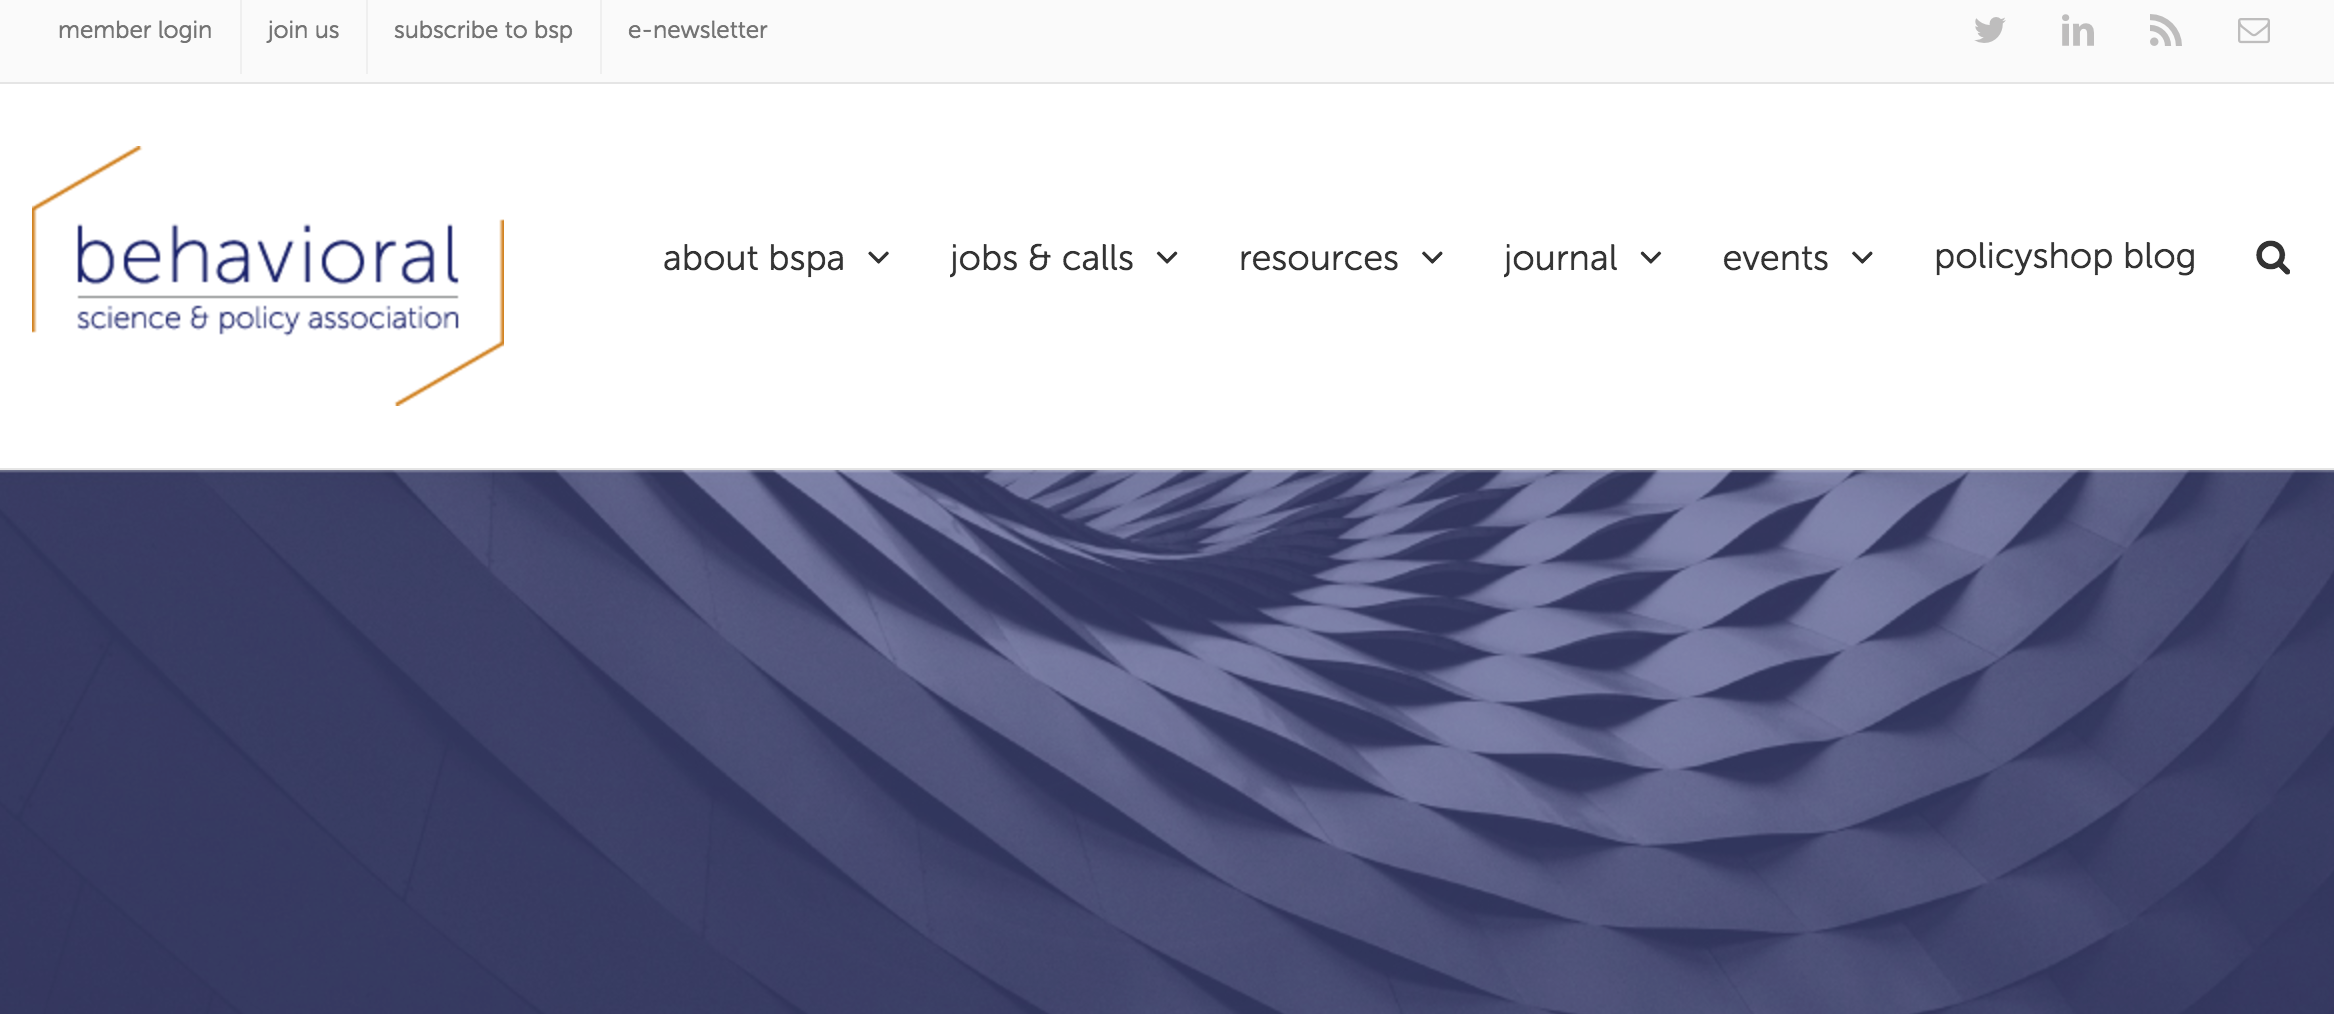 member login
join us
subscribe to bsp
e-newsletter
behavioral
science & policy association
about bspa
jobs & calls
resources
journal
events
policyshop blog